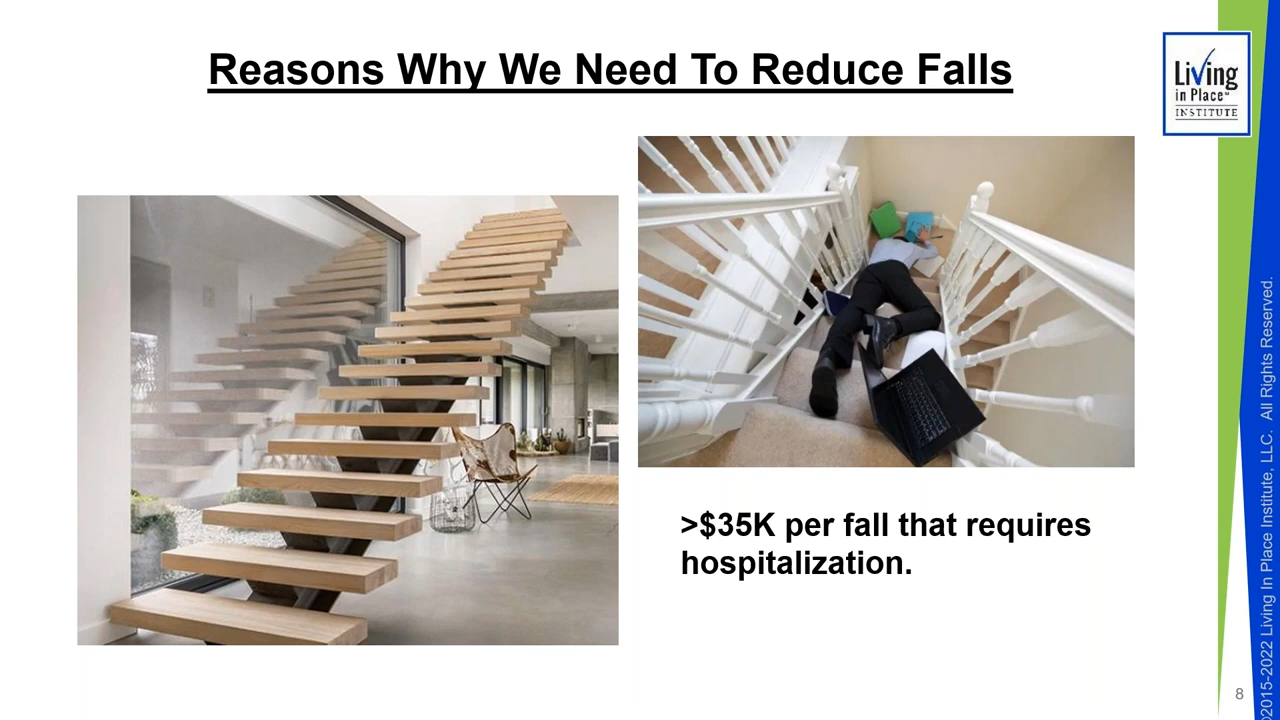 Reasons Why We Need To Reduce Falls
Living
in Place℠
INSTITUTE
>$35K per fall that requires
hospitalization.
2015-2022 Living In Place Institute, LLC. All Rights Reserved.
8